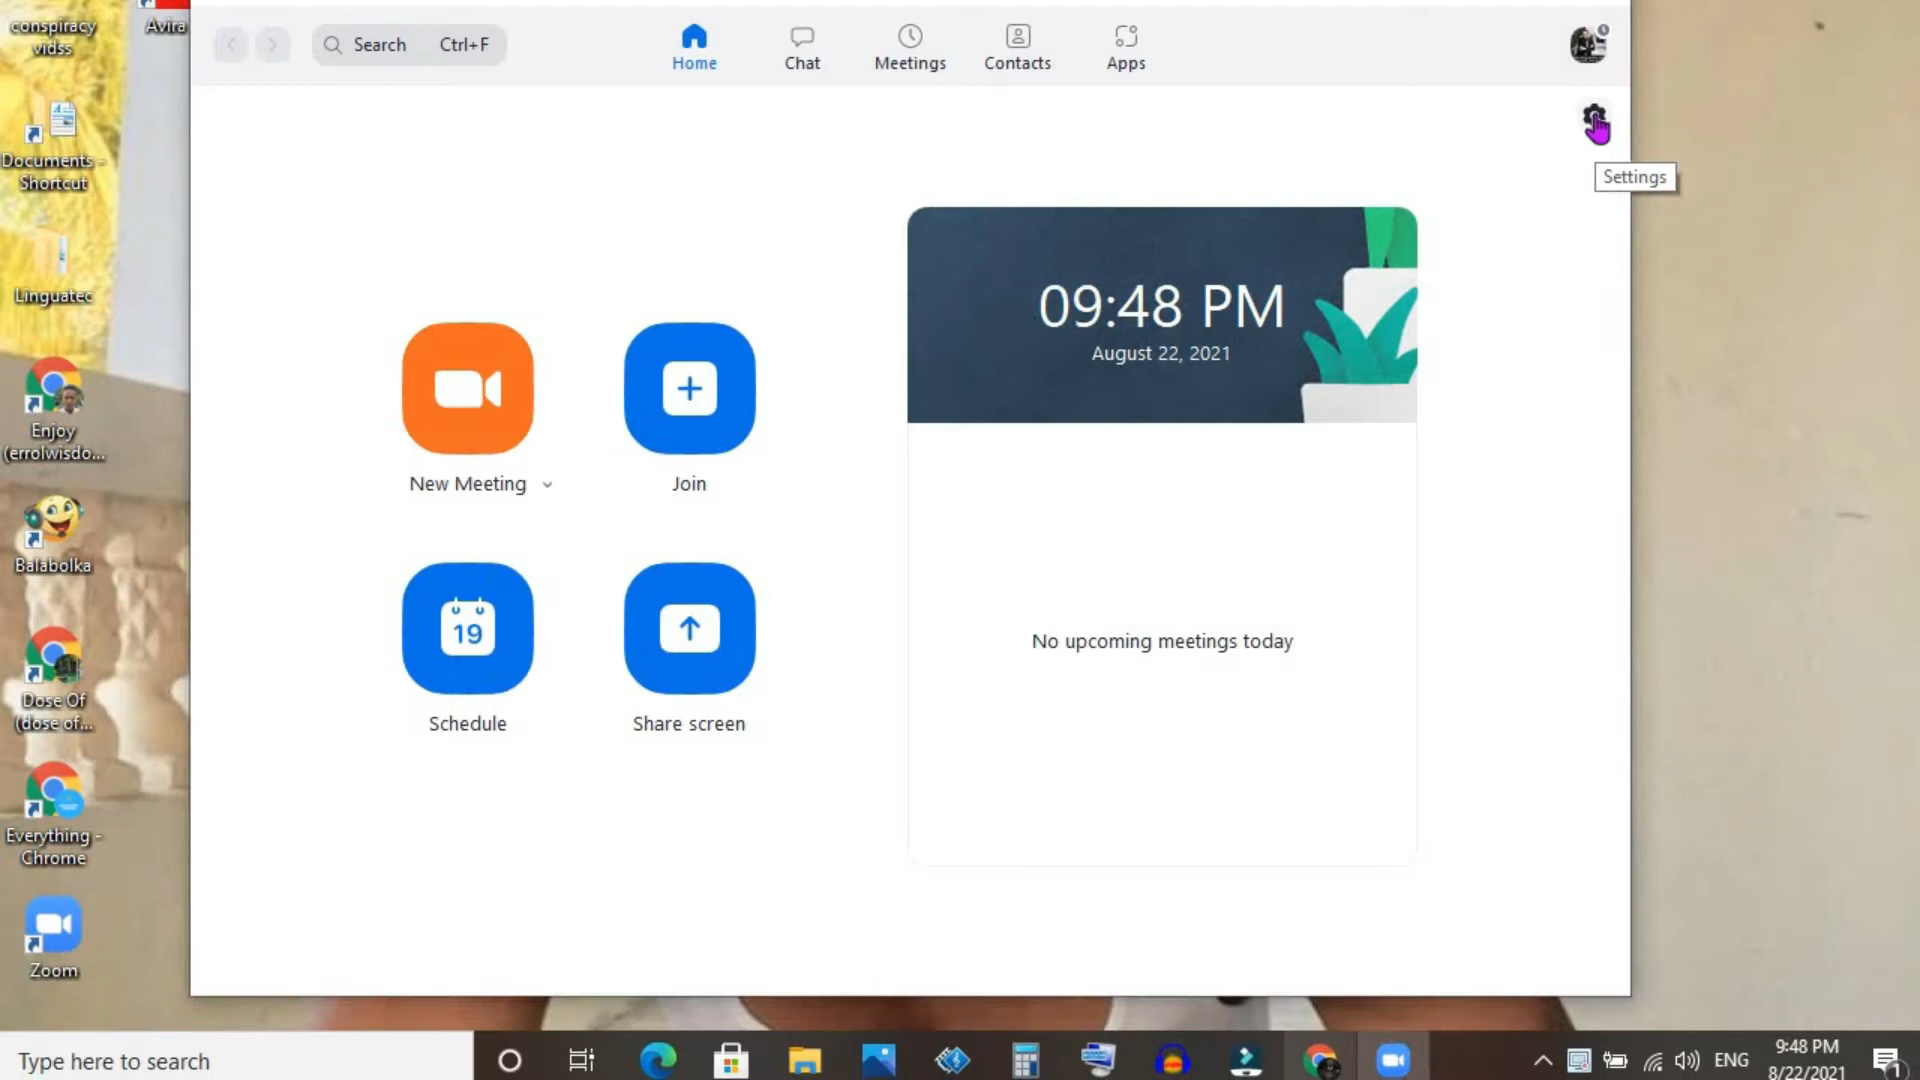 conspiracy
vidss
Avira
Search Ctrl+F
Home
Chat
Meetings
Contacts
Apps
Settings
Documents -
Shortcut
Linguatec
Enjoy
(errolwisdo...
Balabolka
Dose Of
(dose of...
Everything -
Chrome
Zoom
09:48 PM
August 22, 2021
New Meeting
Join
19
Schedule
Share screen
No upcoming meetings today
Type here to search
ENG
9:48 PM
8/22/2021
1